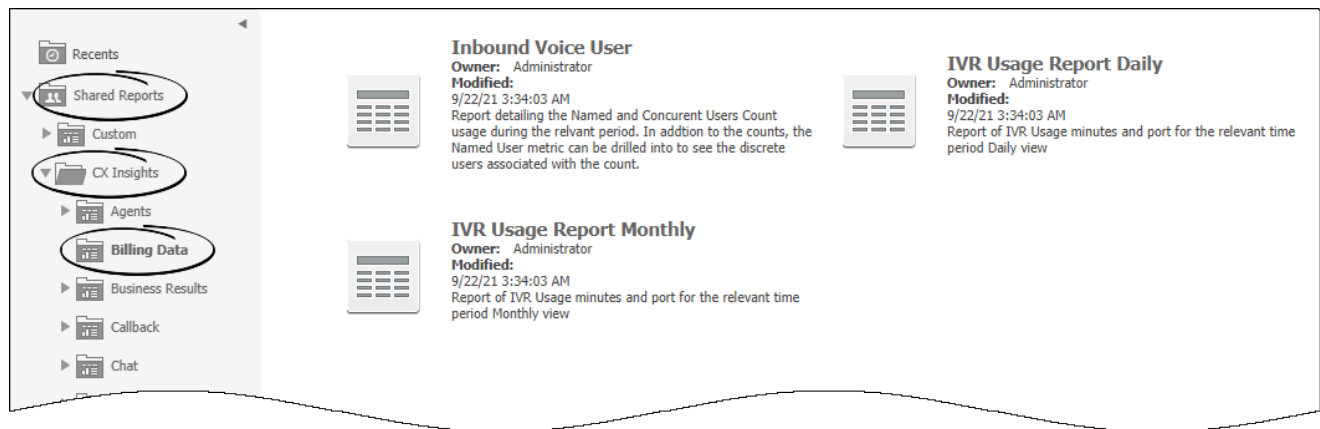 Recents
Shared Reports
Custom
CX Insights
Agents
Billing Data
Business Results
Callback
Chat
Inbound Voice User
Owner: Administrator
Modified:
9/22/21 3:34:03 AM
Report detailing the Named and Concurent Users Count
usage during the relvant period. In addtion to the counts, the
Named User metric can be drilled into to see the discrete
users associated with the count.
IVR Usage Report Daily
Owner: Administrator
Modified:
9/22/21 3:34:03 AM
Report of IVR Usage minutes and port for the relevant time
period Daily view
IVR Usage Report Monthly
Owner: Administrator
Modified:
9/22/21 3:34:03 AM
Report of IVR Usage minutes and port for the relevant time
period Monthly view